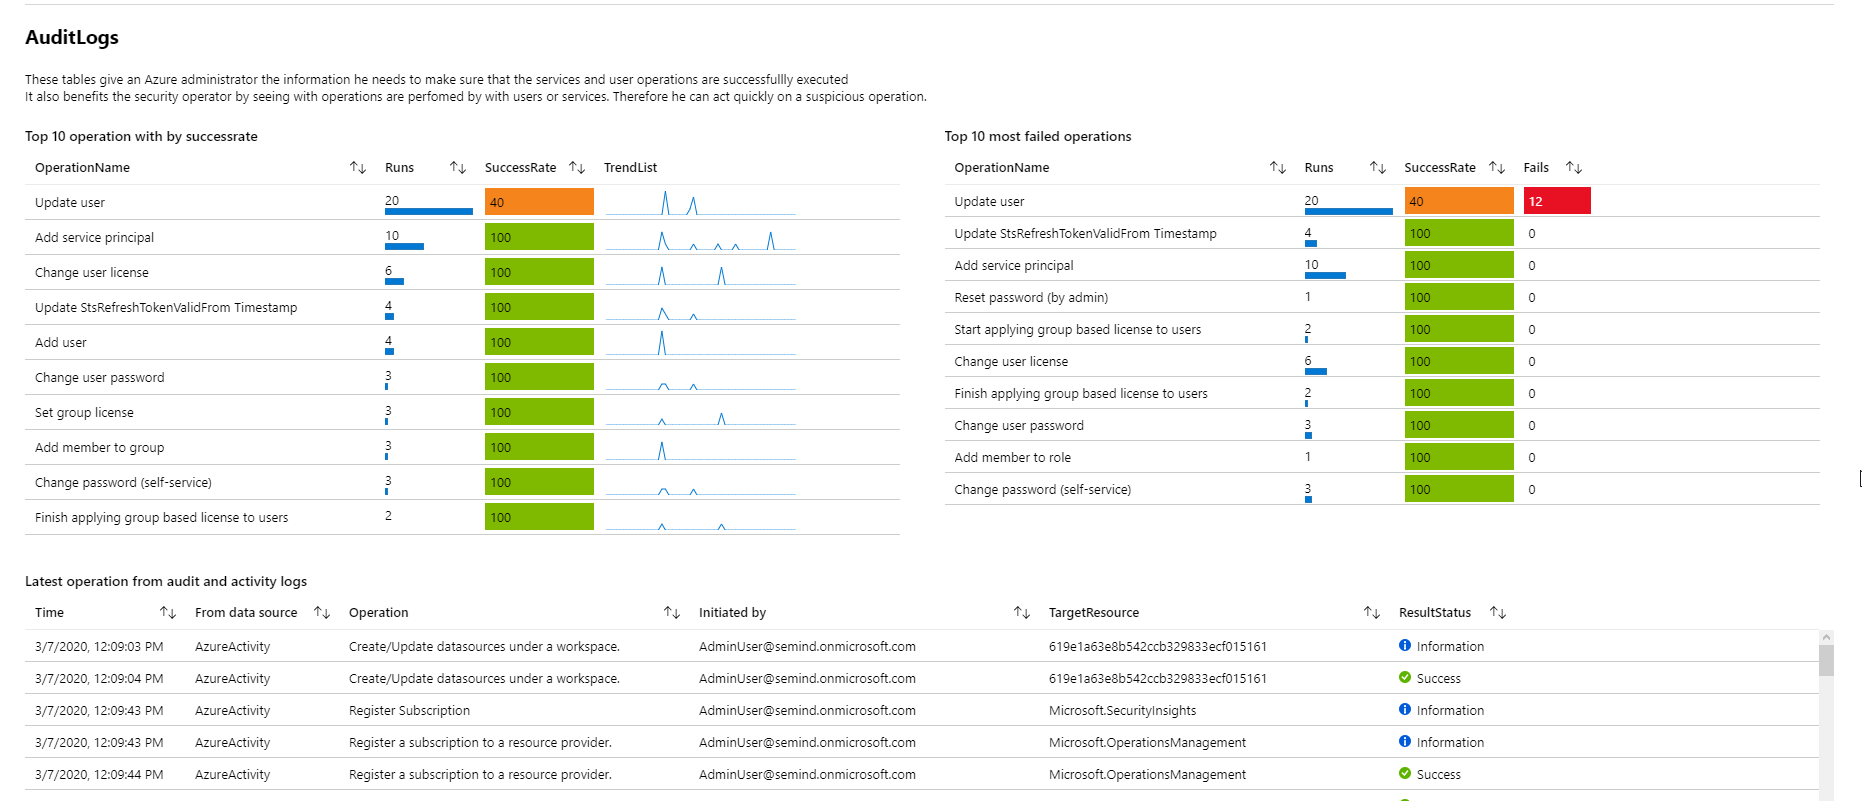 AuditLogs
These tables give an Azure administrator the information he needs to make sure that the services and user operations are successfullly executed
It also benefits the security operator by seeing with operations are perfomed by with users or services. Therefore he can act quickly on a suspicious operation.
Top 10 operation with by successrate
OperationName Runs SuccessRate TrendList
Update user 20 40
Add service principal 10 100
Change user license 6 100
Update StsRefreshTokenValidFrom Timestamp 4 100
Add user 4 100
Change user password 3 100
Set group license 3 100
Add member to group 3 100
Change password (self-service) 3 100
Finish applying group based license to users 2 100
Top 10 most failed operations
OperationName Runs SuccessRate Fails
Update user 20 40 12
Update StsRefreshTokenValidFrom Timestamp 4 100 0
Add service principal 10 100 0
Reset password (by admin) 1 100 0
Start applying group based license to users 2 100 0
Change user license 6 100 0
Finish applying group based license to users 2 100 0
Change user password 3 100 0
Add member to role 1 100 0
Change password (self-service) 3 100 0
Latest operation from audit and activity logs
Time From data source Operation Initiated by TargetResource ResultStatus
3/7/2020, 12:09:03 PM AzureActivity Create/Update datasources under a workspace. AdminUser@semind.onmicrosoft.com 619e1a63e8b542ccb329833ecf015161 Information
3/7/2020, 12:09:04 PM AzureActivity Create/Update datasources under a workspace. AdminUser@semind.onmicrosoft.com 619e1a63e8b542ccb329833ecf015161 Success
3/7/2020, 12:09:43 PM AzureActivity Register Subscription AdminUser@semind.onmicrosoft.com Microsoft.SecurityInsights Information
3/7/2020, 12:09:43 PM AzureActivity Register a subscription to a resource provider. AdminUser@semind.onmicrosoft.com Microsoft.OperationsManagement Information
3/7/2020, 12:09:44 PM AzureActivity Register a subscription to a resource provider. AdminUser@semind.onmicrosoft.com Microsoft.OperationsManagement Success